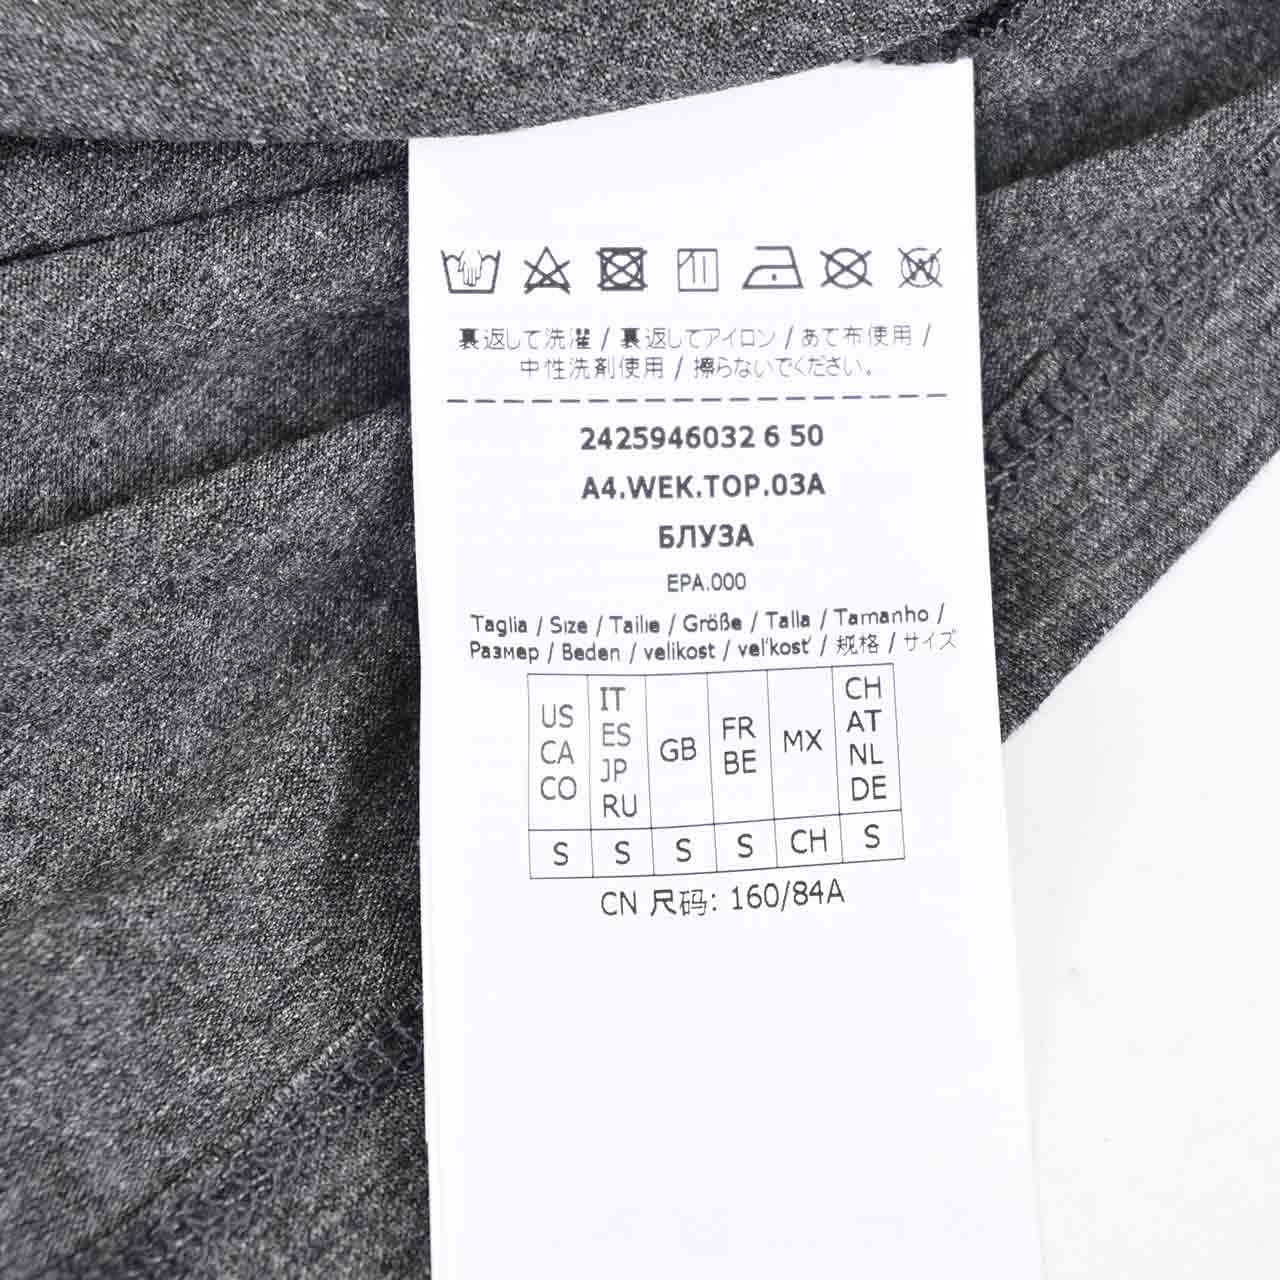 裏返して洗濯 / 裏返してアイロン / あて布使用 /
中性洗剤使用 / 擦らないでください。
2425946032 6 50
A4.WEK.TOP.03A
БЛУЗА
EPA.000
Taglia / Size / Taille / Größe / Talla / Tamanho /
Размер / Beden / velikost / veľkosť / 规格 / サイズ
US CA CO
IT ES JP RU
GB
FR BE
MX
CH AT NL DE
S S S S CH S
CN 尺码: 160/84A